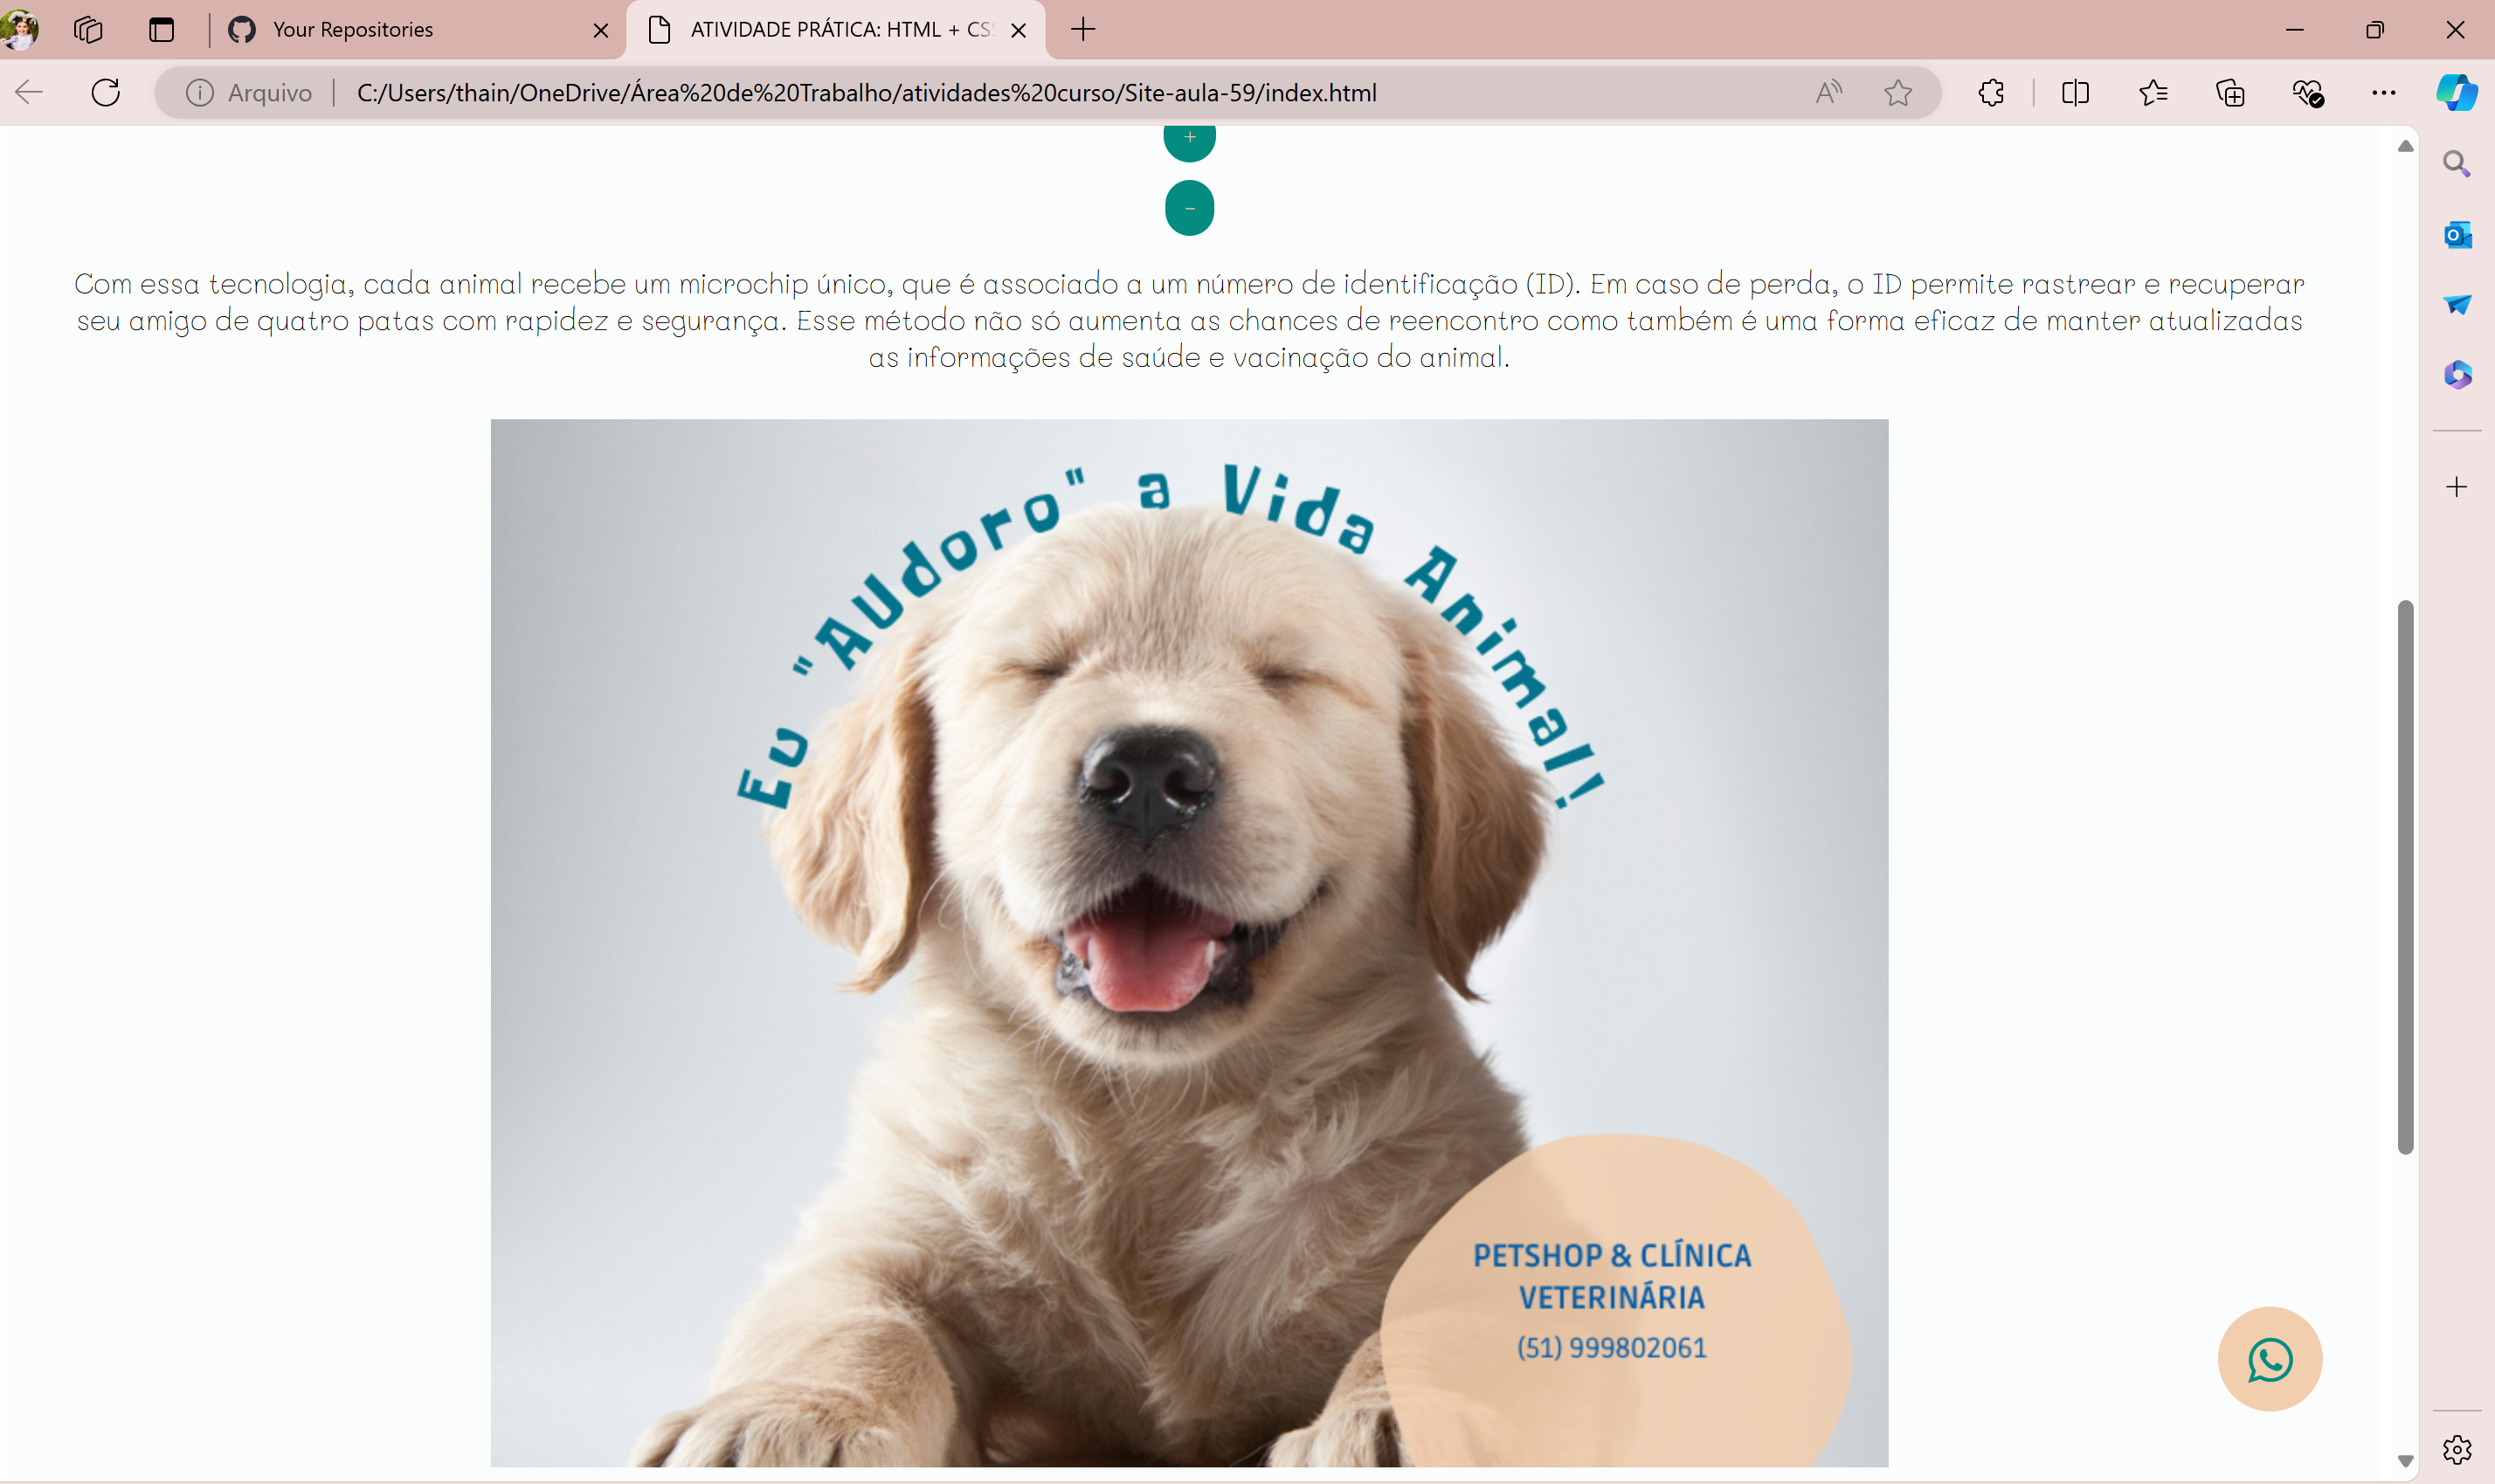 Your Repositories
ATIVIDADE PRÁTICA: HTML + CS
Arquivo
C:/Users/thain/OneDrive/Área%20de%20Trabalho/atividades%20curso/Site-aula-59/index.html
+
-
Com essa tecnologia, cada animal recebe um microchip único, que é associado a um número de identificação (ID). Em caso de perda, o ID permite rastrear e recuperar
seu amigo de quatro patas com rapidez e segurança. Esse método não só aumenta as chances de reencontro como também é uma forma eficaz de manter atualizadas
as informações de saúde e vacinação do animal.
Eu "AUdoro" a Vida Animal!
PETSHOP & CLÍNICA
VETERINÁRIA
(51) 999802061